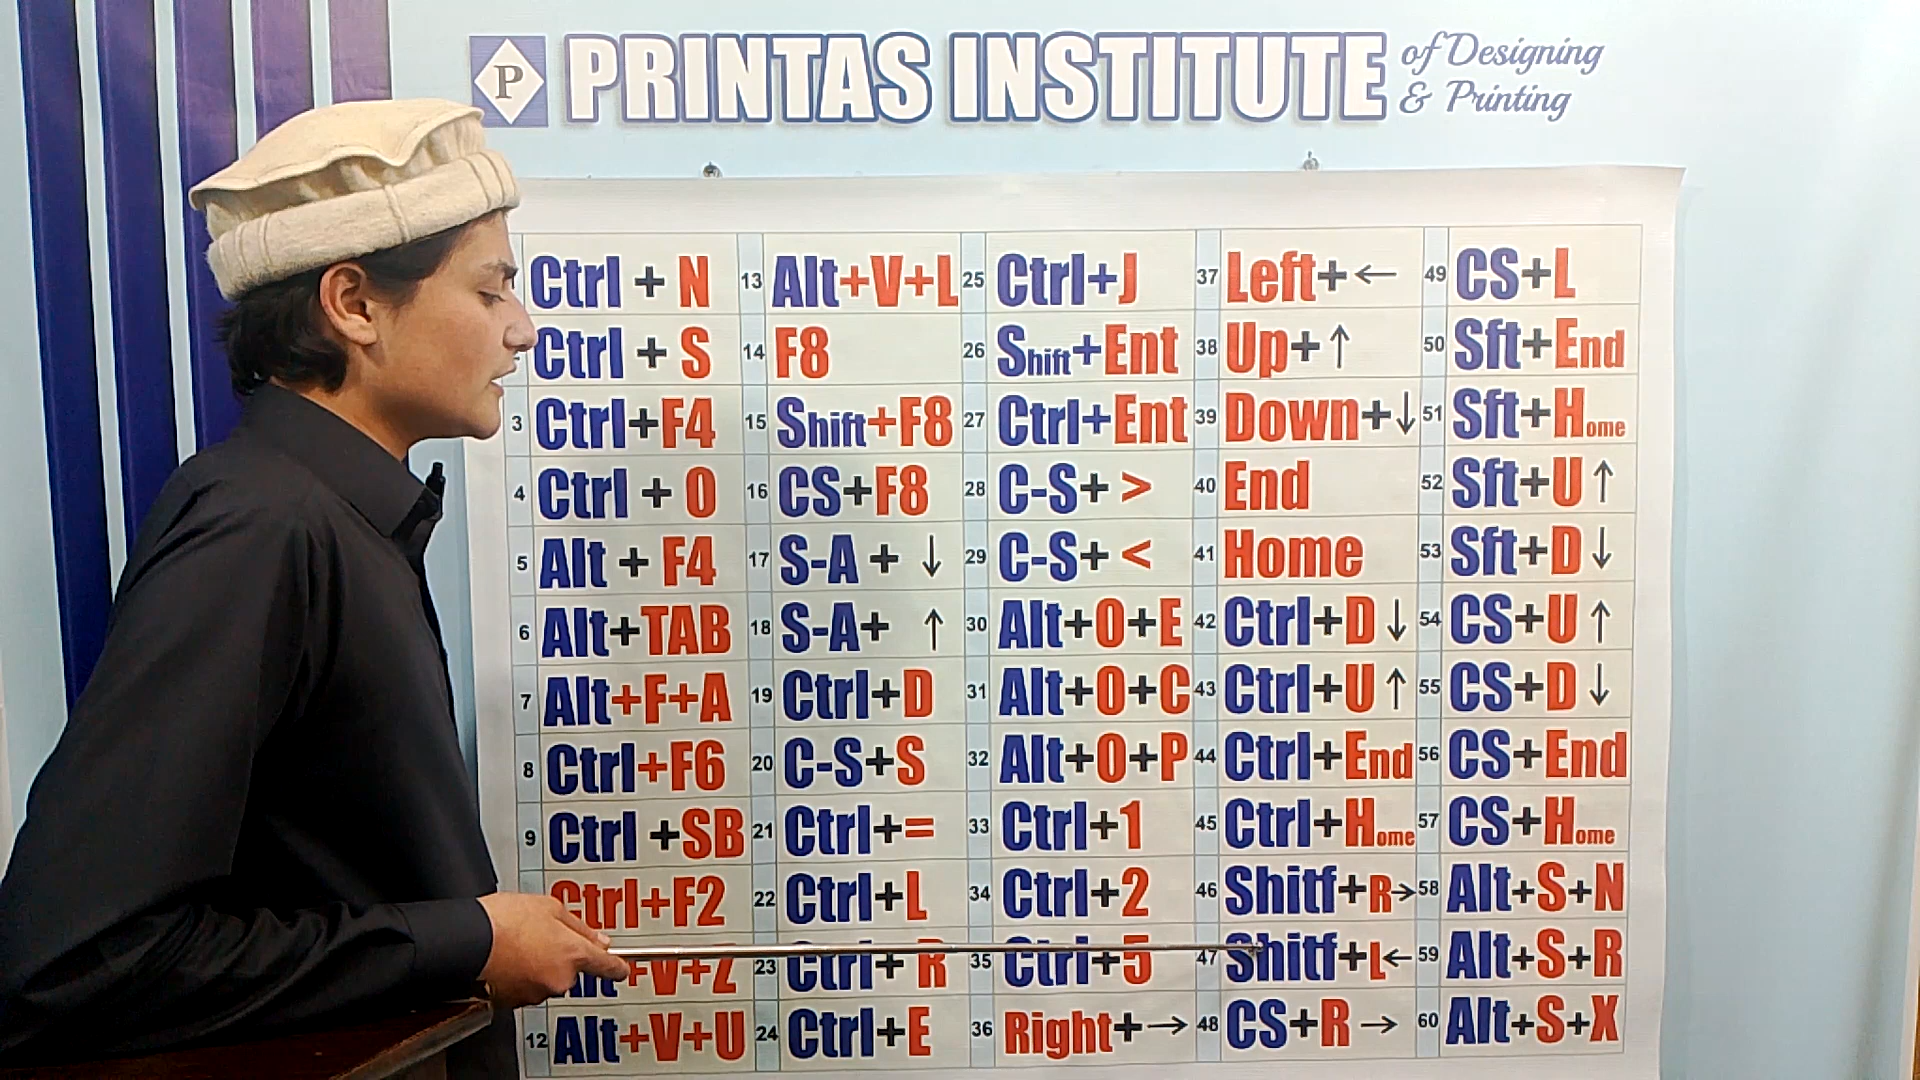 P PRINTAS INSTITUTE of Designing
& Printing
Ctrl + N
Ctrl + S
3 Ctrl+F4
4 Ctrl + O
5 Alt + F4
6 Alt+TAB
7 Alt+F+A
8 Ctrl+F6
9 Ctrl +SB
Ctrl+F2
Alt+V+Z
12 Alt+V+U
13 Alt+V+L
14 F8
15 Shift+F8
16 CS+F8
17 S-A + ↓
18 S-A+ ↑
19 Ctrl+D
20 C-S+S
21 Ctrl+=
22 Ctrl+L
23 Ctrl+ R
24 Ctrl+E
25 Ctrl+J
26 Shift+Ent
27 Ctrl+Ent
28 C-S+ >
29 C-S+ <
30 Alt+O+E
31 Alt+O+C
32 Alt+O+P
33 Ctrl+1
34 Ctrl+2
35 Ctrl+5
36 Right+→
37 Left+←
38 Up+↑
39 Down+↓
40 End
41 Home
42 Ctrl+D↓
43 Ctrl+U↑
44 Ctrl+End
45 Ctrl+Home
46 Shitf+R→
47 Shitf+L←
48 CS+R→
49 CS+L
50 Sft+End
51 Sft+Home
52 Sft+U↑
53 Sft+D↓
54 CS+U↑
55 CS+D↓
56 CS+End
57 CS+Home
58 Alt+S+N
59 Alt+S+R
60 Alt+S+X